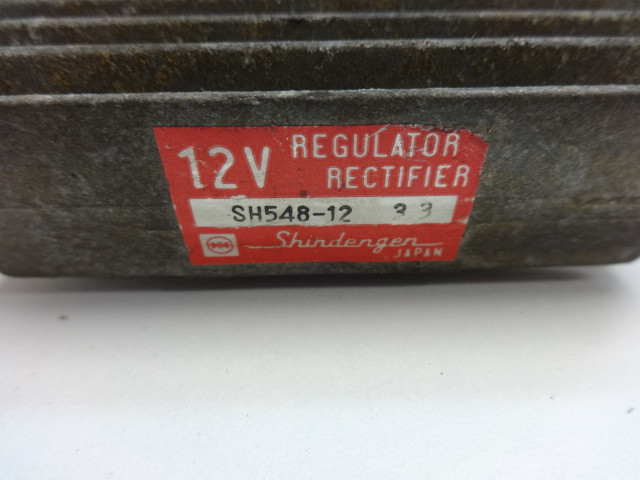 12V REGULATOR
RECTIFIER
SH548-12 33
Shindengen
JAPAN